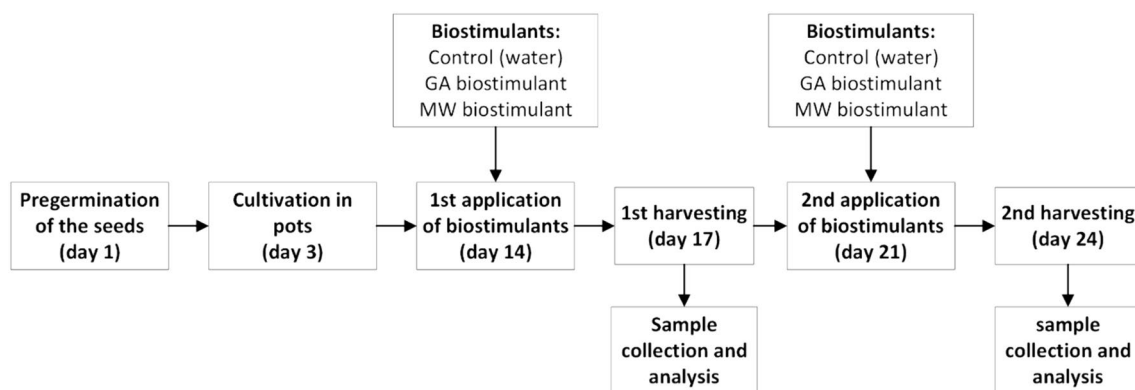 Biostimulants:
Control (water)
GA biostimulant
MW biostimulant
Biostimulants:
Control (water)
GA biostimulant
MW biostimulant
Pregermination
of the seeds
(day 1)
Cultivation in
pots
(day 3)
1st application
of biostimulants
(day 14)
1st harvesting
(day 17)
2nd application
of biostimulants
(day 21)
2nd harvesting
(day 24)
Sample
collection and
analysis
sample
collection and
analysis